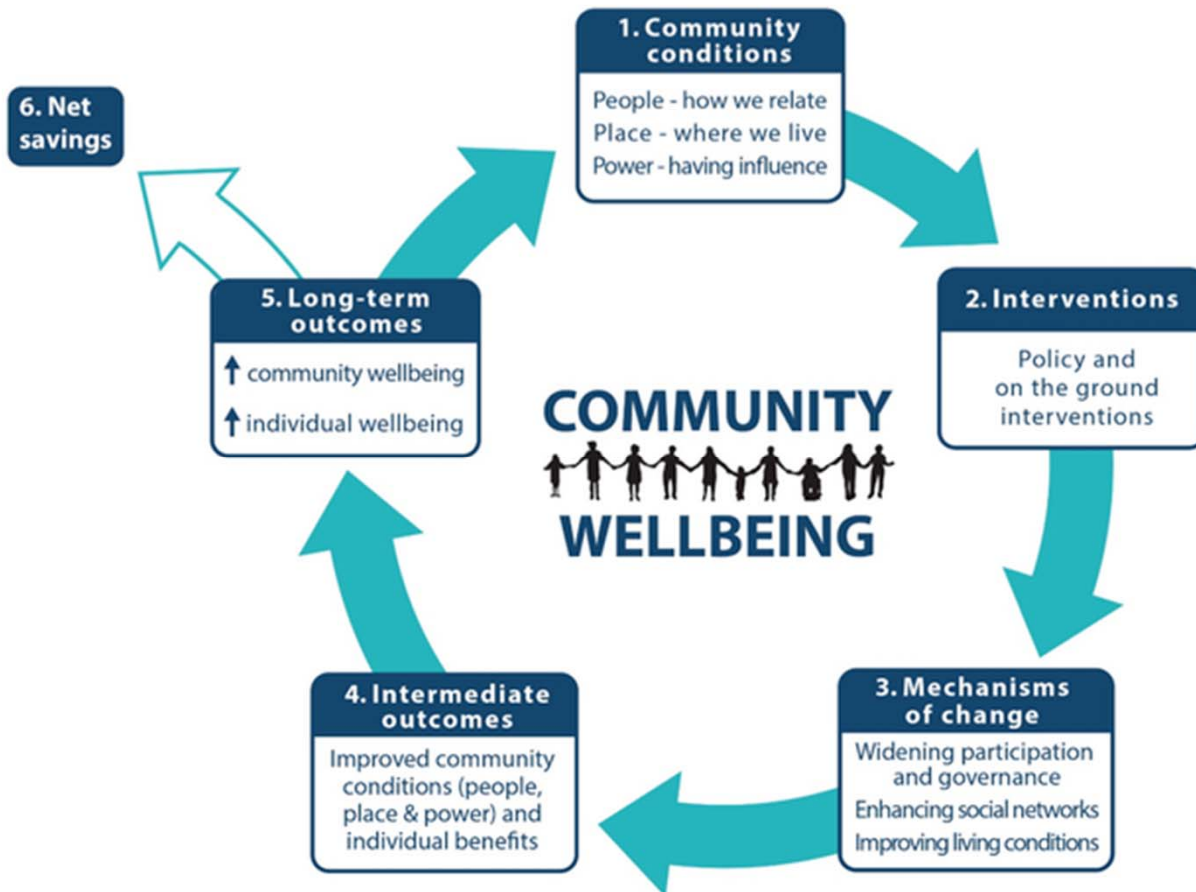 1. Community
conditions
People - how we relate
Place - where we live
Power - having influence
2. Interventions
Policy and
on the ground
interventions
3. Mechanisms
of change
Widening participation
and governance
Enhancing social networks
Improving living conditions
4. Intermediate
outcomes
Improved community
conditions (people,
place & power) and
individual benefits
5. Long-term
outcomes
community wellbeing
individual wellbeing
6. Net
savings
COMMUNITY
WELLBEING